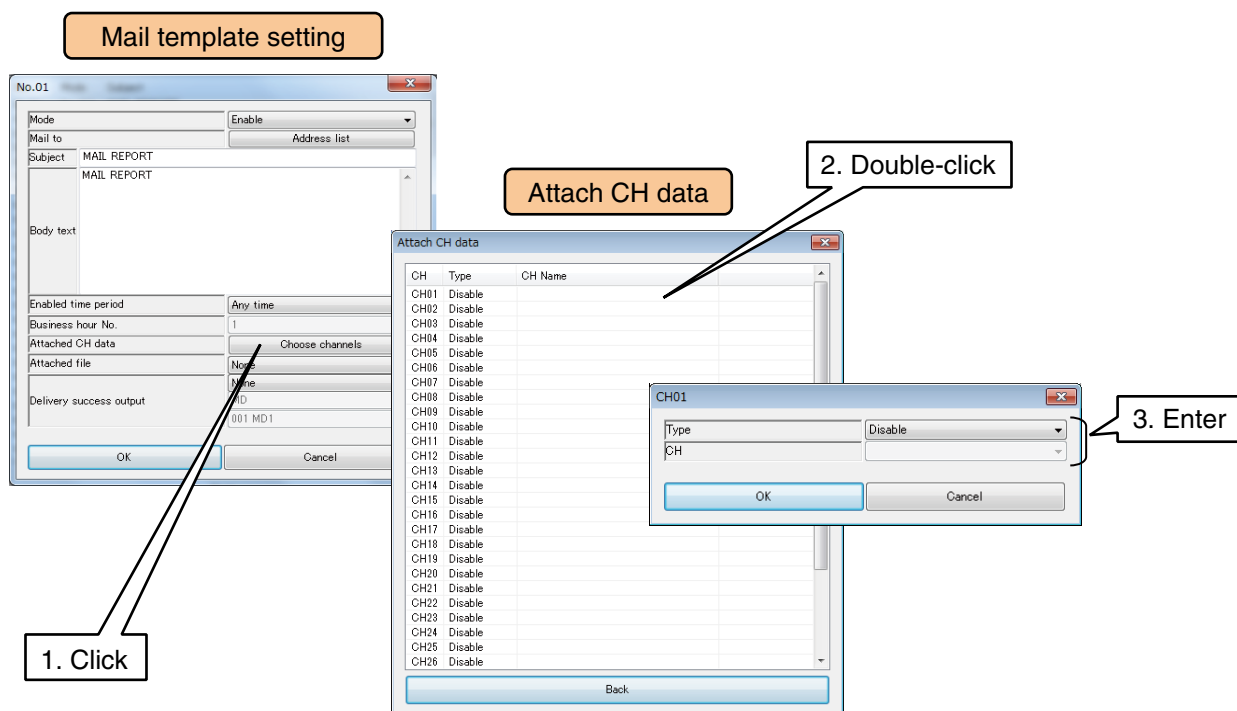 Mail template setting
No.01
Mode Enable
Mail to Address list
Subject MAIL REPORT
Body text MAIL REPORT
Enabled time period Any time
Business hour No. 1
Attached CH data Choose channels
Attached file None
Delivery success output None
MD
001 MD1
OK Cancel
1. Click
Attach CH data
2. Double-click
Attach CH data
CH Type CH Name
CH01 Disable
CH02 Disable
CH03 Disable
CH04 Disable
CH05 Disable
CH06 Disable
CH07 Disable
CH08 Disable
CH09 Disable
CH10 Disable
CH11 Disable
CH12 Disable
CH13 Disable
CH14 Disable
CH15 Disable
CH16 Disable
CH17 Disable
CH18 Disable
CH19 Disable
CH20 Disable
CH21 Disable
CH22 Disable
CH23 Disable
CH24 Disable
CH25 Disable
CH26 Disable
Back
CH01
Type Disable
CH
OK Cancel
3. Enter